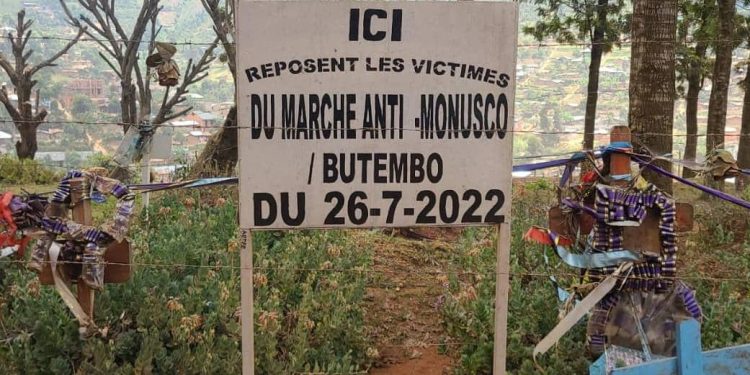 ICI
REPOSENT LES VICTIMES
DU MARCHE ANTI -MONUSCO
/ BUTEMBO
DU 26-7-2022